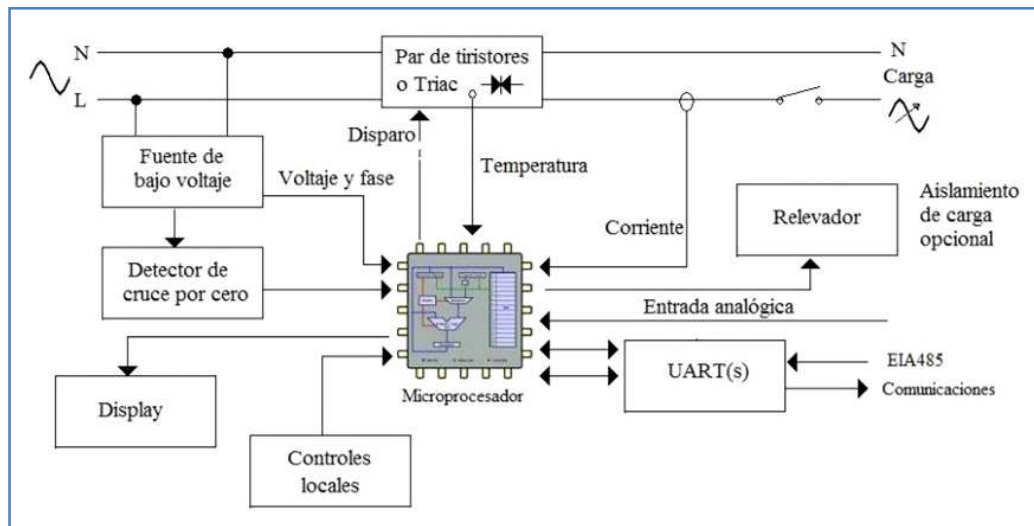 N
Par de tiristores
o Triac
N
L
Carga
Disparo
Fuente de
bajo voltaje
Voltaje y fase
Temperatura
Relevador
Aislamiento
de carga
opcional
Corriente
Detector de
cruce por cero
Entrada analógica
Display
Microprocesador
UART(s)
EIA485
Comunicaciones
Controles
locales